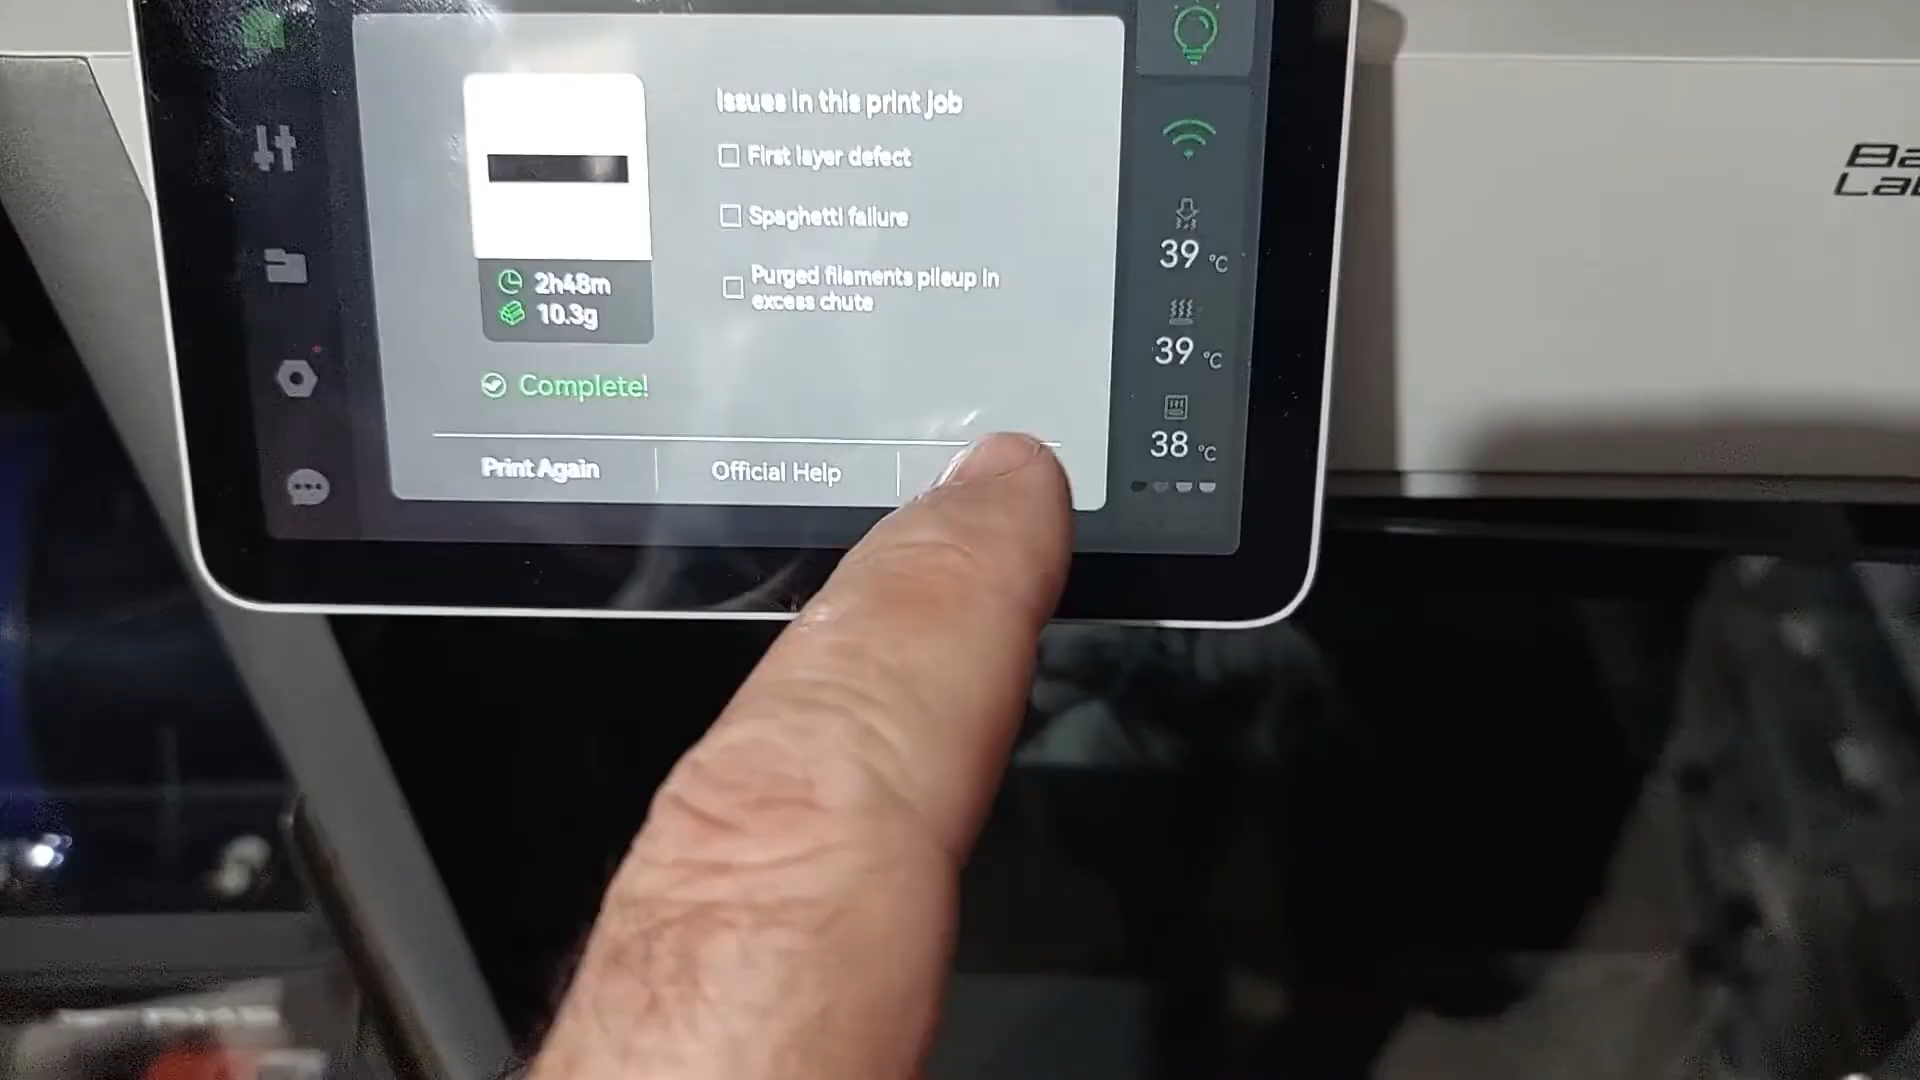 Issues in this print job
First layer defect
Spaghetti failure
Purged filaments pileup in
excess chute
2h48m
10.3g
Complete!
Print Again
Official Help
39 °C
39 °C
38 °C